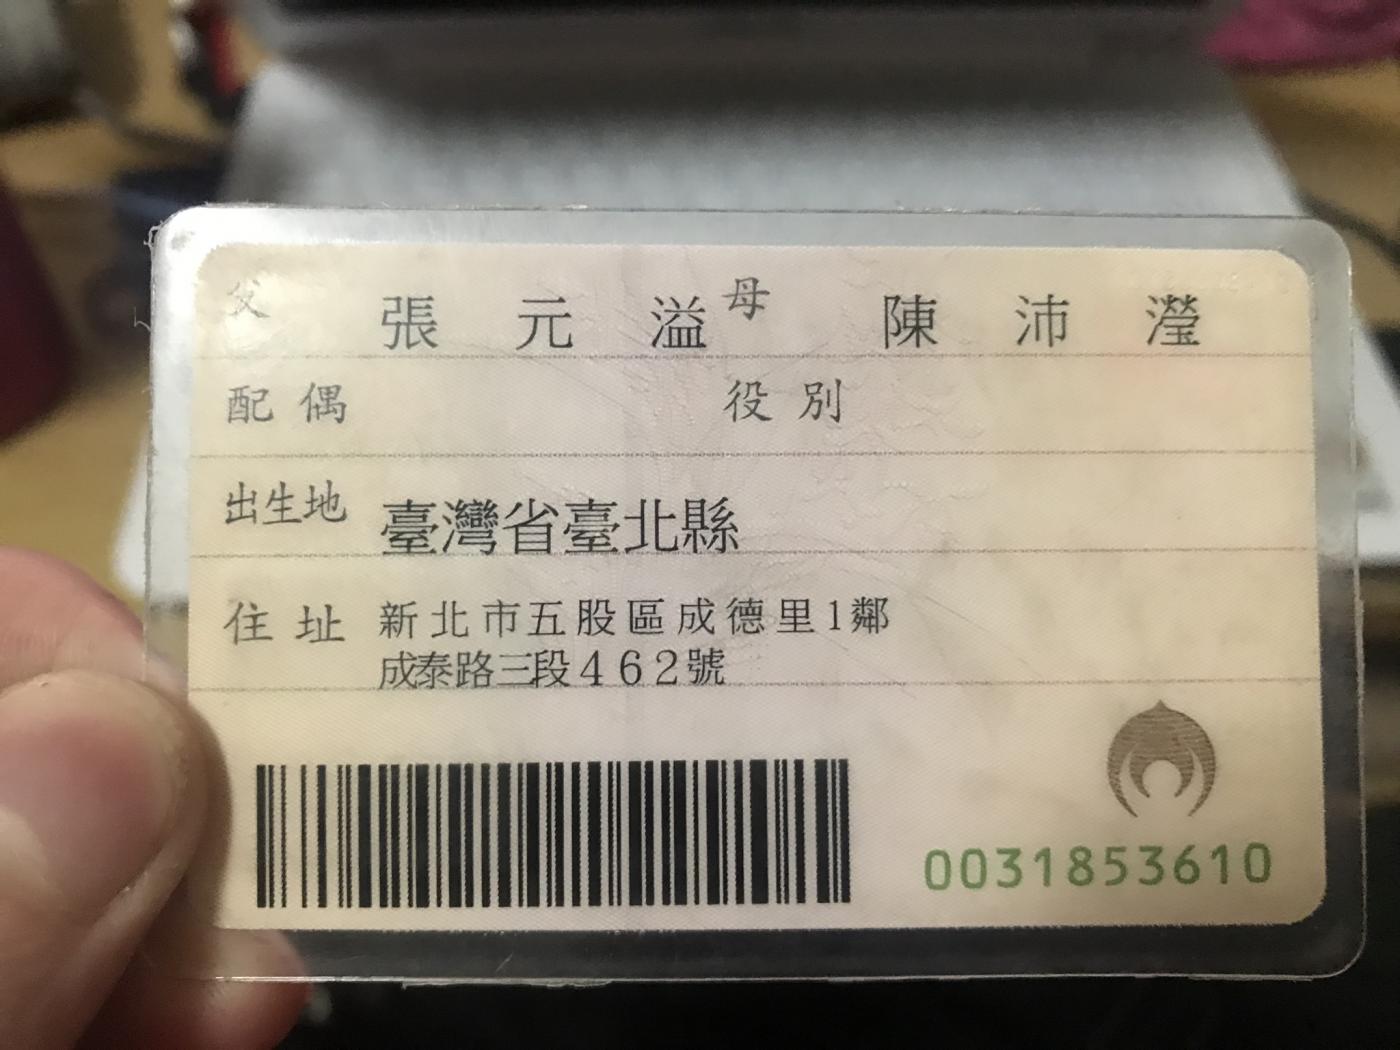 父 張元溢 母 陳沛瀅
配偶 役別
出生地 臺灣省臺北縣
住址 新北市五股區成德里1鄰
成泰路三段462號
0031853610